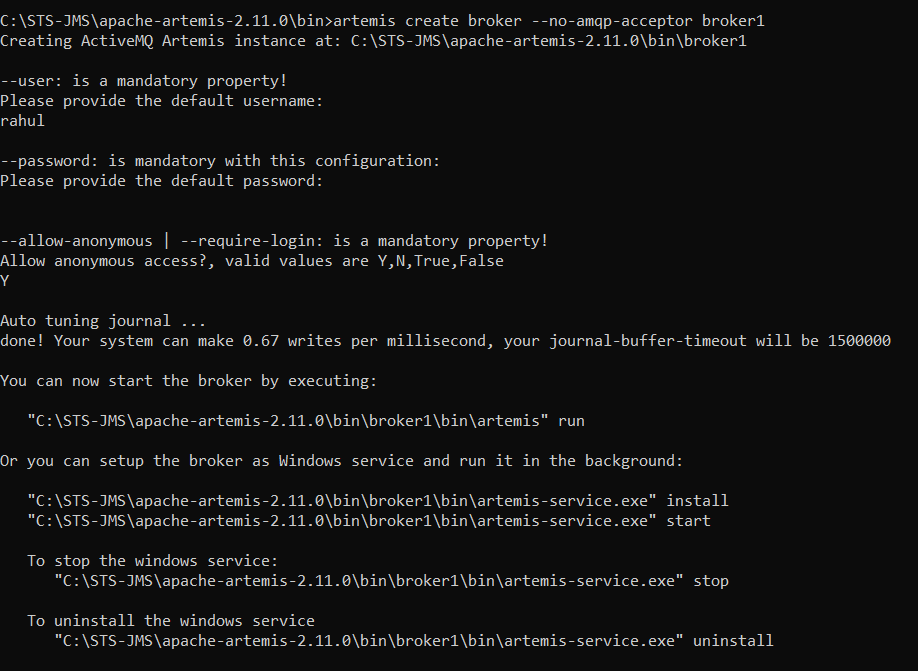 C:\STS-JMS\apache-artemis-2.11.0\bin>artemis create broker --no-amqp-acceptor broker1
Creating ActiveMQ Artemis instance at: C:\STS-JMS\apache-artemis-2.11.0\bin\broker1
--user: is a mandatory property!
Please provide the default username:
rahul
--password: is mandatory with this configuration:
Please provide the default password:
--allow-anonymous | --require-login: is a mandatory property!
Allow anonymous access?, valid values are Y,N,True,False
Y
Auto tuning journal ...
done! Your system can make 0.67 writes per millisecond, your journal-buffer-timeout will be 1500000
You can now start the broker by executing:
"C:\STS-JMS\apache-artemis-2.11.0\bin\broker1\bin\artemis" run
Or you can setup the broker as Windows service and run it in the background:
"C:\STS-JMS\apache-artemis-2.11.0\bin\broker1\bin\artemis-service.exe" install
"C:\STS-JMS\apache-artemis-2.11.0\bin\broker1\bin\artemis-service.exe" start
To stop the windows service:
"C:\STS-JMS\apache-artemis-2.11.0\bin\broker1\bin\artemis-service.exe" stop
To uninstall the windows service
"C:\STS-JMS\apache-artemis-2.11.0\bin\broker1\bin\artemis-service.exe" uninstall